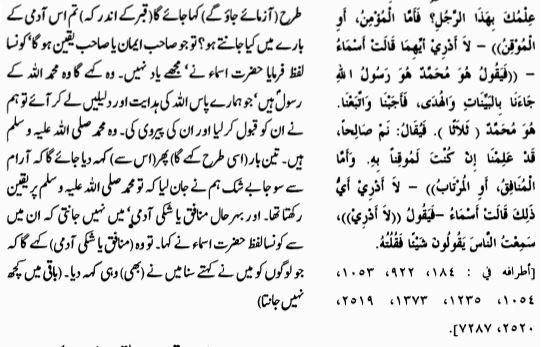 عِلْمُكَ بِهَذَا الرَّجُلِ؟ فَأَمَّا الْمُؤْمِنُ، أَوِ
الْمُوْقِنُ)) – لاَ أَدْرِيْ أَيَّهُمَا قَالَتْ أَسْمَاءُ
– ((فَيَقُولُ هُوَ مُحَمَّدٌ هُوَ رَسُولُ اللهِ
جَاءَنَا بِالْبَيِّنَاتِ وَالْهُدَى، فَأَجَبْنَا وَاتَّبَعْنَا.
هُوَ مُحَمَّدٌ ( ثَلاَثًا ). فَيُقَالُ: نَمْ صَالِحاً،
قَدْ عَلِمْنَا إِنْ كُنْتَ لَمُوقِناً بِهِ. وَأَمَّا
الْمُنَافِقُ، أَوِ الْمُرْتَابُ)) – لاَ أَدْرِي أَيَّ
ذَلِكَ قَالَتْ أَسْمَاءُ –فَيَقُولُ ((لاَ أَدْرِيْ))،
سَمِعْتُ النَّاسَ يَقُولُونَ شَيْئًا فَقُلْتُهُ.
[أطرافه في : ١٨٤، ٩٢٢، ١٠٥٣،
١٠٥٤، ١٢٣٥، ١٣٧٣، ٢٥١٩،
٢٥٢٠، ٧٢٨٧].
طرح (آزمائے جاؤ گے) کہا جائے گا (قبر کے اندر کہ) تم اس آدمی کے
بارے میں کیا جانتے ہو؟ تو جو صاحب ایمان یا صاحب یقین ہو گا‘ کونسا
لفظ فرمایا حضرت اسماء نے‘ مجھے یاد نہیں۔ وہ کہے گا وہ محمد اللہ کے
رسول ہیں‘ جو ہمارے پاس اللہ کی ہدایت اور دلیلیں لے کر آئے تو ہم
نے ان کو قبول کر لیا اور ان کی پیروی کی۔ وہ محمد صلی اللہ علیہ و سلم
ہیں۔ تین بار (اسی طرح کہے گا) پھر (اس سے) کہہ دیا جائے گا کہ آرام
سے سو جا بے شک ہم نے جان لیا کہ تو محمد صلی اللہ علیہ و سلم پر یقین
رکھتا تھا۔ اور بہرحال منافق یا شکی آدمی‘ میں نہیں جانتی کہ ان میں
سے کونسا لفظ حضرت اسماء نے کہا۔ تو وہ (منافق یا شکی آدمی) کہے گا کہ
جو لوگوں کو میں نے کہتے سنا میں نے (بھی) وہی کہہ دیا۔ (باقی میں کچھ
نہیں جانتا)